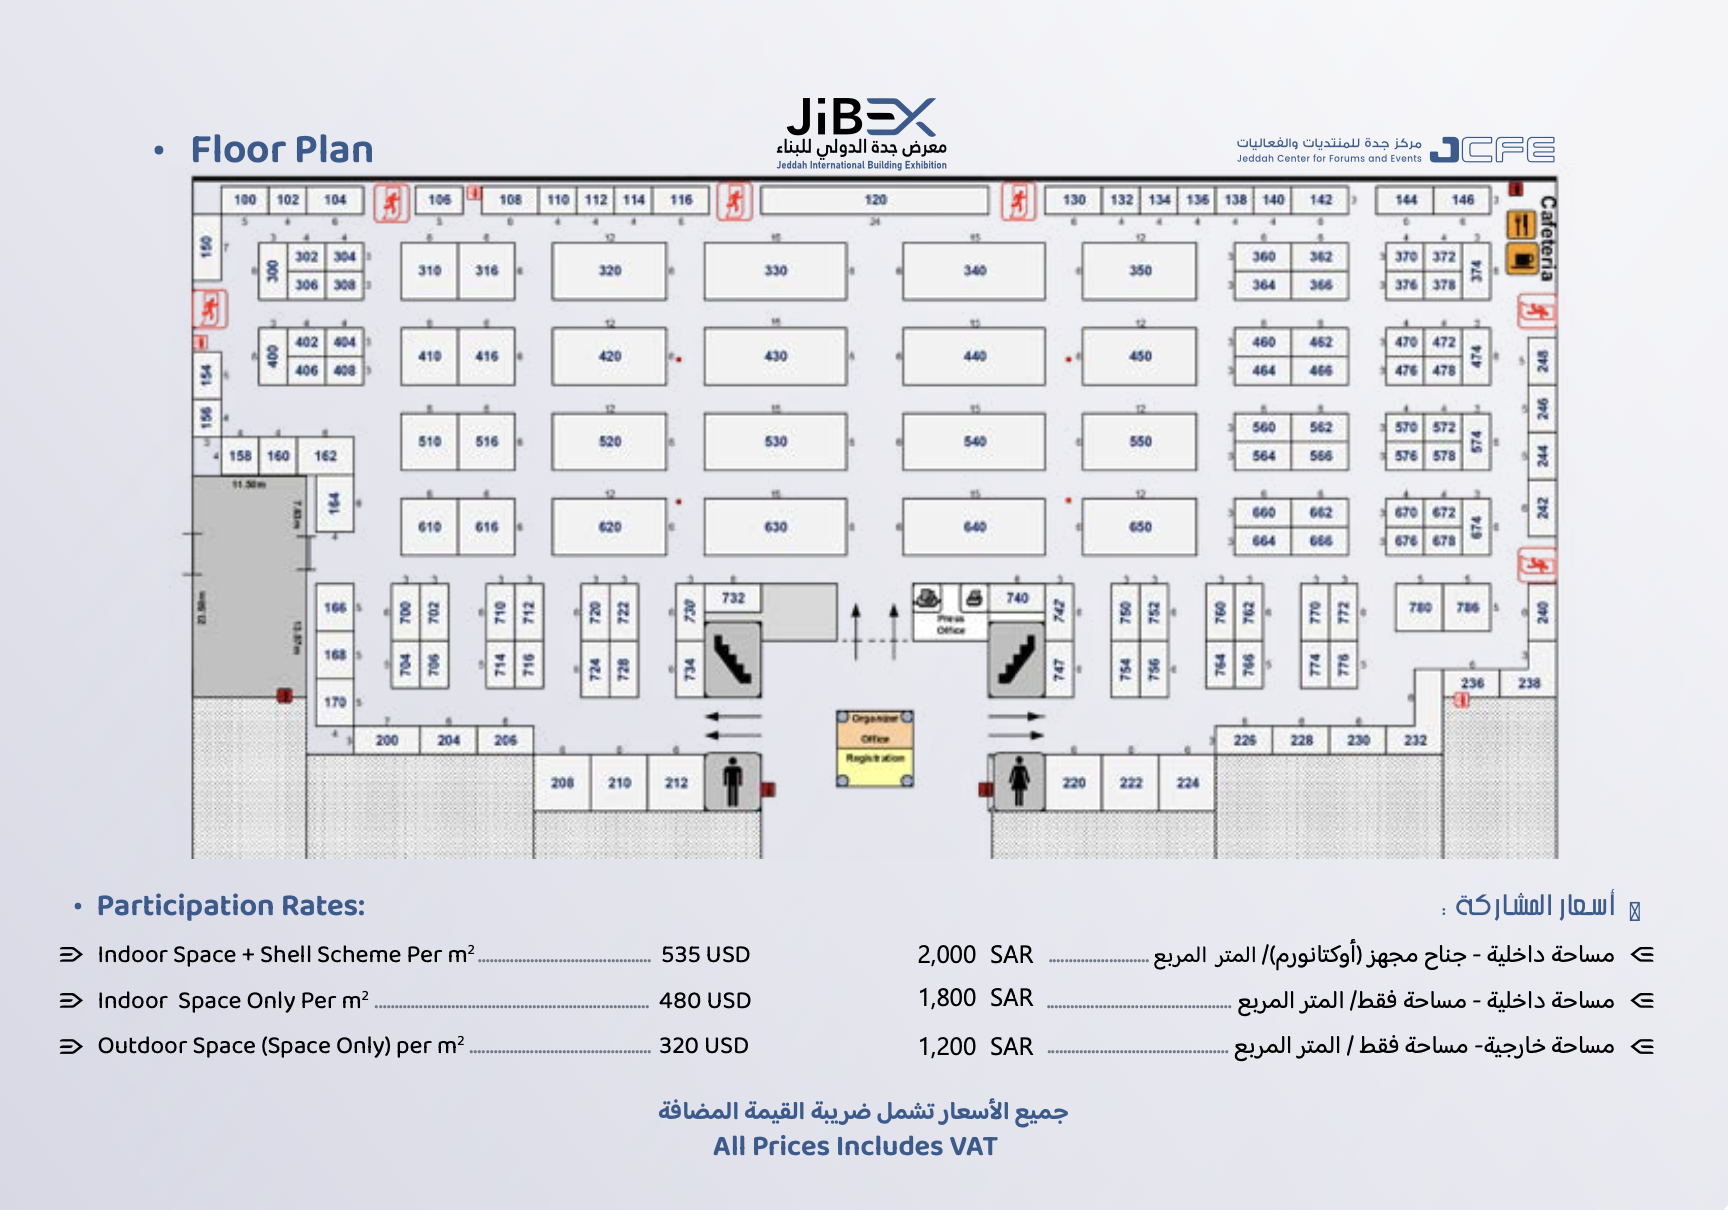 JiBEX
معرض جدة الدولي للبناء
Jeddah International Building Exhibition
• Floor Plan
مركز جدة للمنتديات والفعاليات
Jeddah Center for Forums and Events
JCFE
100 102 104 106 108 110 112 114 116 120 130 132 134 136 138 140 142 144 146
Cafeteria
150
302 304 360 362 370 372
300 310 316 320 330 340 350 374
306 308 364 366 376 378
402 404 460 462 470 472
400 410 416 420 430 440 450 474
406 408 464 466 476 478
154 248
156 246
560 562 570 572
510 516 520 530 540 550 574
564 566 576 578
158 160 162 244
11.50m
164 242
660 662 670 672
610 616 620 630 640 650 674
664 666 676 678
166 700 702 710 712 720 722 730 732 740 742 750 752 760 762 770 772 780 786 240
Press
Office
168 704 706 714 716 724 728 734 747 754 756 764 766 774 776
236 238
170
200 204 206 226 228 230 232
Organizer
Office
Registration
208 210 212 220 222 224
• Participation Rates:
Indoor Space + Shell Scheme Per m² 535 USD
Indoor Space Only Per m² 480 USD
Outdoor Space (Space Only) per m² 320 USD
أسعار المشاركة :
مساحة داخلية - جناح مجهز (أوكتانورم)/ المتر المربع 2,000 SAR
مساحة داخلية - مساحة فقط/ المتر المربع 1,800 SAR
مساحة خارجية- مساحة فقط / المتر المربع 1,200 SAR
جميع الأسعار تشمل ضريبة القيمة المضافة
All Prices Includes VAT